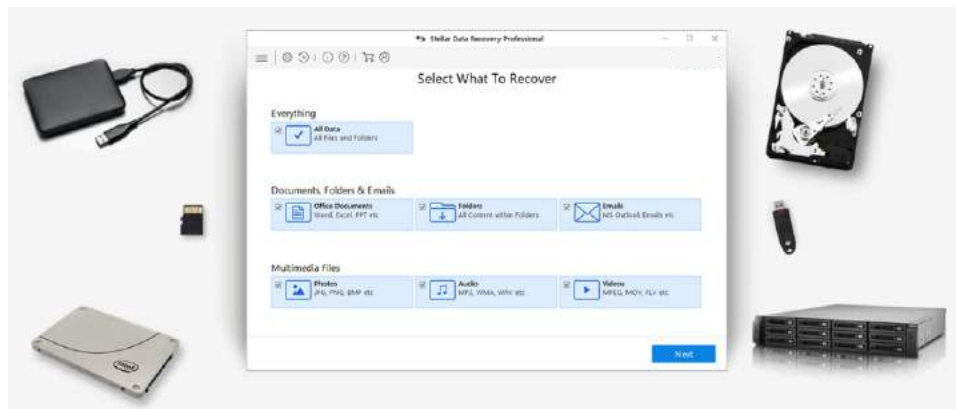 Stellar Data Recovery Professional
Select What To Recover
Everything
All Data
All Files and Folders
Documents, Folders & Emails
Office Documents
Word, Excel, PPT etc
Folders
All Content within Folders
Emails
MS Outlook Emails etc
Multimedia Files
Photos
JPG, PNG, BMP etc
Audio
MP3, WMA, WAV etc
Videos
MPEG, MOV, FLV etc
Next
intel